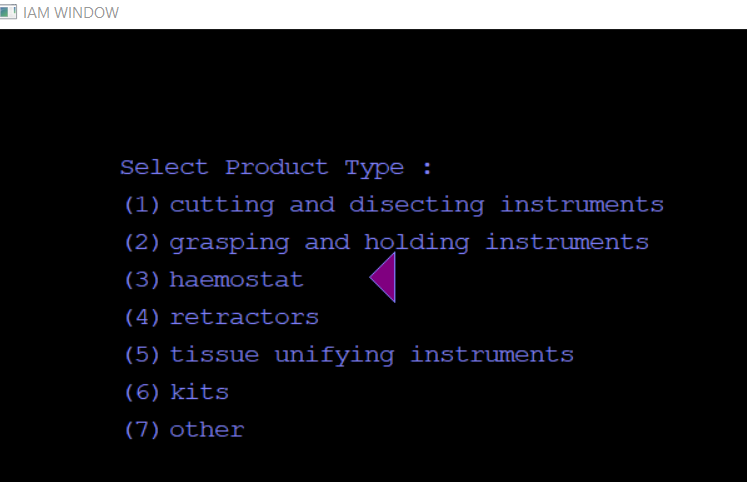 IAM WINDOW
Select Product Type :
(1) cutting and disecting instruments
(2) grasping and holding instruments
(3) haemostat
(4) retractors
(5) tissue unifying instruments
(6) kits
(7) other